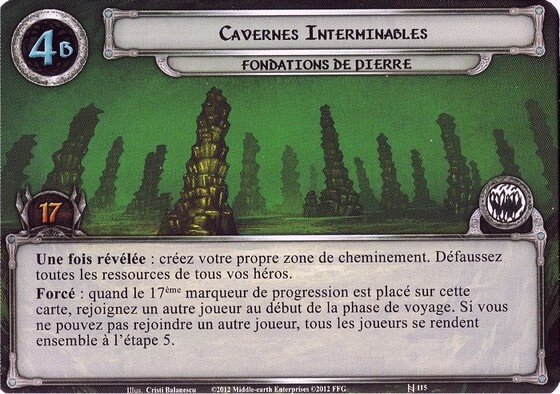 4B
CAVERNES INTERMINABLES
FONDATIONS DE PIERRE
17
Une fois révélée : créez votre propre zone de cheminement. Défaussez
toutes les ressources de tous vos héros.
Forcé : quand le 17ème marqueur de progression est placé sur cette
carte, rejoignez un autre joueur au début de la phase de voyage. Si vous
ne pouvez pas rejoindre un autre joueur, tous les joueurs se rendent
ensemble à l'étape 5.
Illus. Cristi Balanescu ©2012 Middle-earth Enterprises ©2012 FFG 115